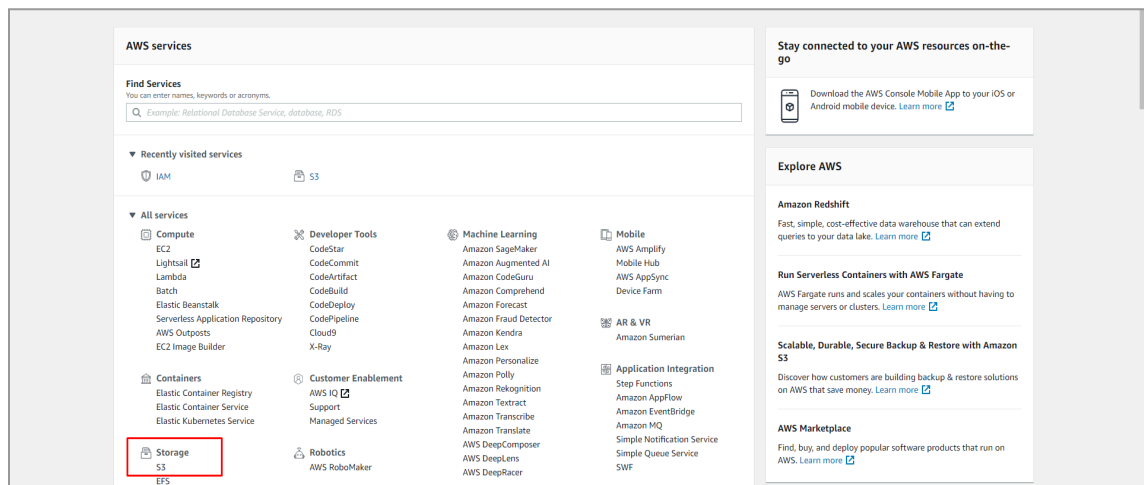 AWS services
Find Services
You can enter names, keywords or acronyms.
Example: Relational Database Service, database, RDS
Recently visited services
IAM
S3
All services
Compute
EC2
Lightsail
Lambda
Batch
Elastic Beanstalk
Serverless Application Repository
AWS Outposts
EC2 Image Builder
Containers
Elastic Container Registry
Elastic Container Service
Elastic Kubernetes Service
Storage
S3
EFS
Developer Tools
CodeStar
CodeCommit
CodeArtifact
CodeBuild
CodeDeploy
CodePipeline
Cloud9
X-Ray
Customer Enablement
AWS IQ
Support
Managed Services
Robotics
AWS RoboMaker
Machine Learning
Amazon SageMaker
Amazon Augmented AI
Amazon CodeGuru
Amazon Comprehend
Amazon Forecast
Amazon Fraud Detector
Amazon Kendra
Amazon Lex
Amazon Personalize
Amazon Polly
Amazon Rekognition
Amazon Textract
Amazon Transcribe
Amazon Translate
AWS DeepComposer
AWS DeepLens
AWS DeepRacer
Mobile
AWS Amplify
Mobile Hub
AWS AppSync
Device Farm
AR & VR
Amazon Sumerian
Application Integration
Step Functions
Amazon AppFlow
Amazon EventBridge
Amazon MQ
Simple Notification Service
Simple Queue Service
SWF
Stay connected to your AWS resources on-the-
go
Download the AWS Console Mobile App to your iOS or
Android mobile device. Learn more
Explore AWS
Amazon Redshift
Fast, simple, cost-effective data warehouse that can extend
queries to your data lake. Learn more
Run Serverless Containers with AWS Fargate
AWS Fargate runs and scales your containers without having to
manage servers or clusters. Learn more
Scalable, Durable, Secure Backup & Restore with Amazon
S3
Discover how customers are building backup & restore solutions
on AWS that save money. Learn more
AWS Marketplace
Find, buy, and deploy popular software products that run on
AWS. Learn more